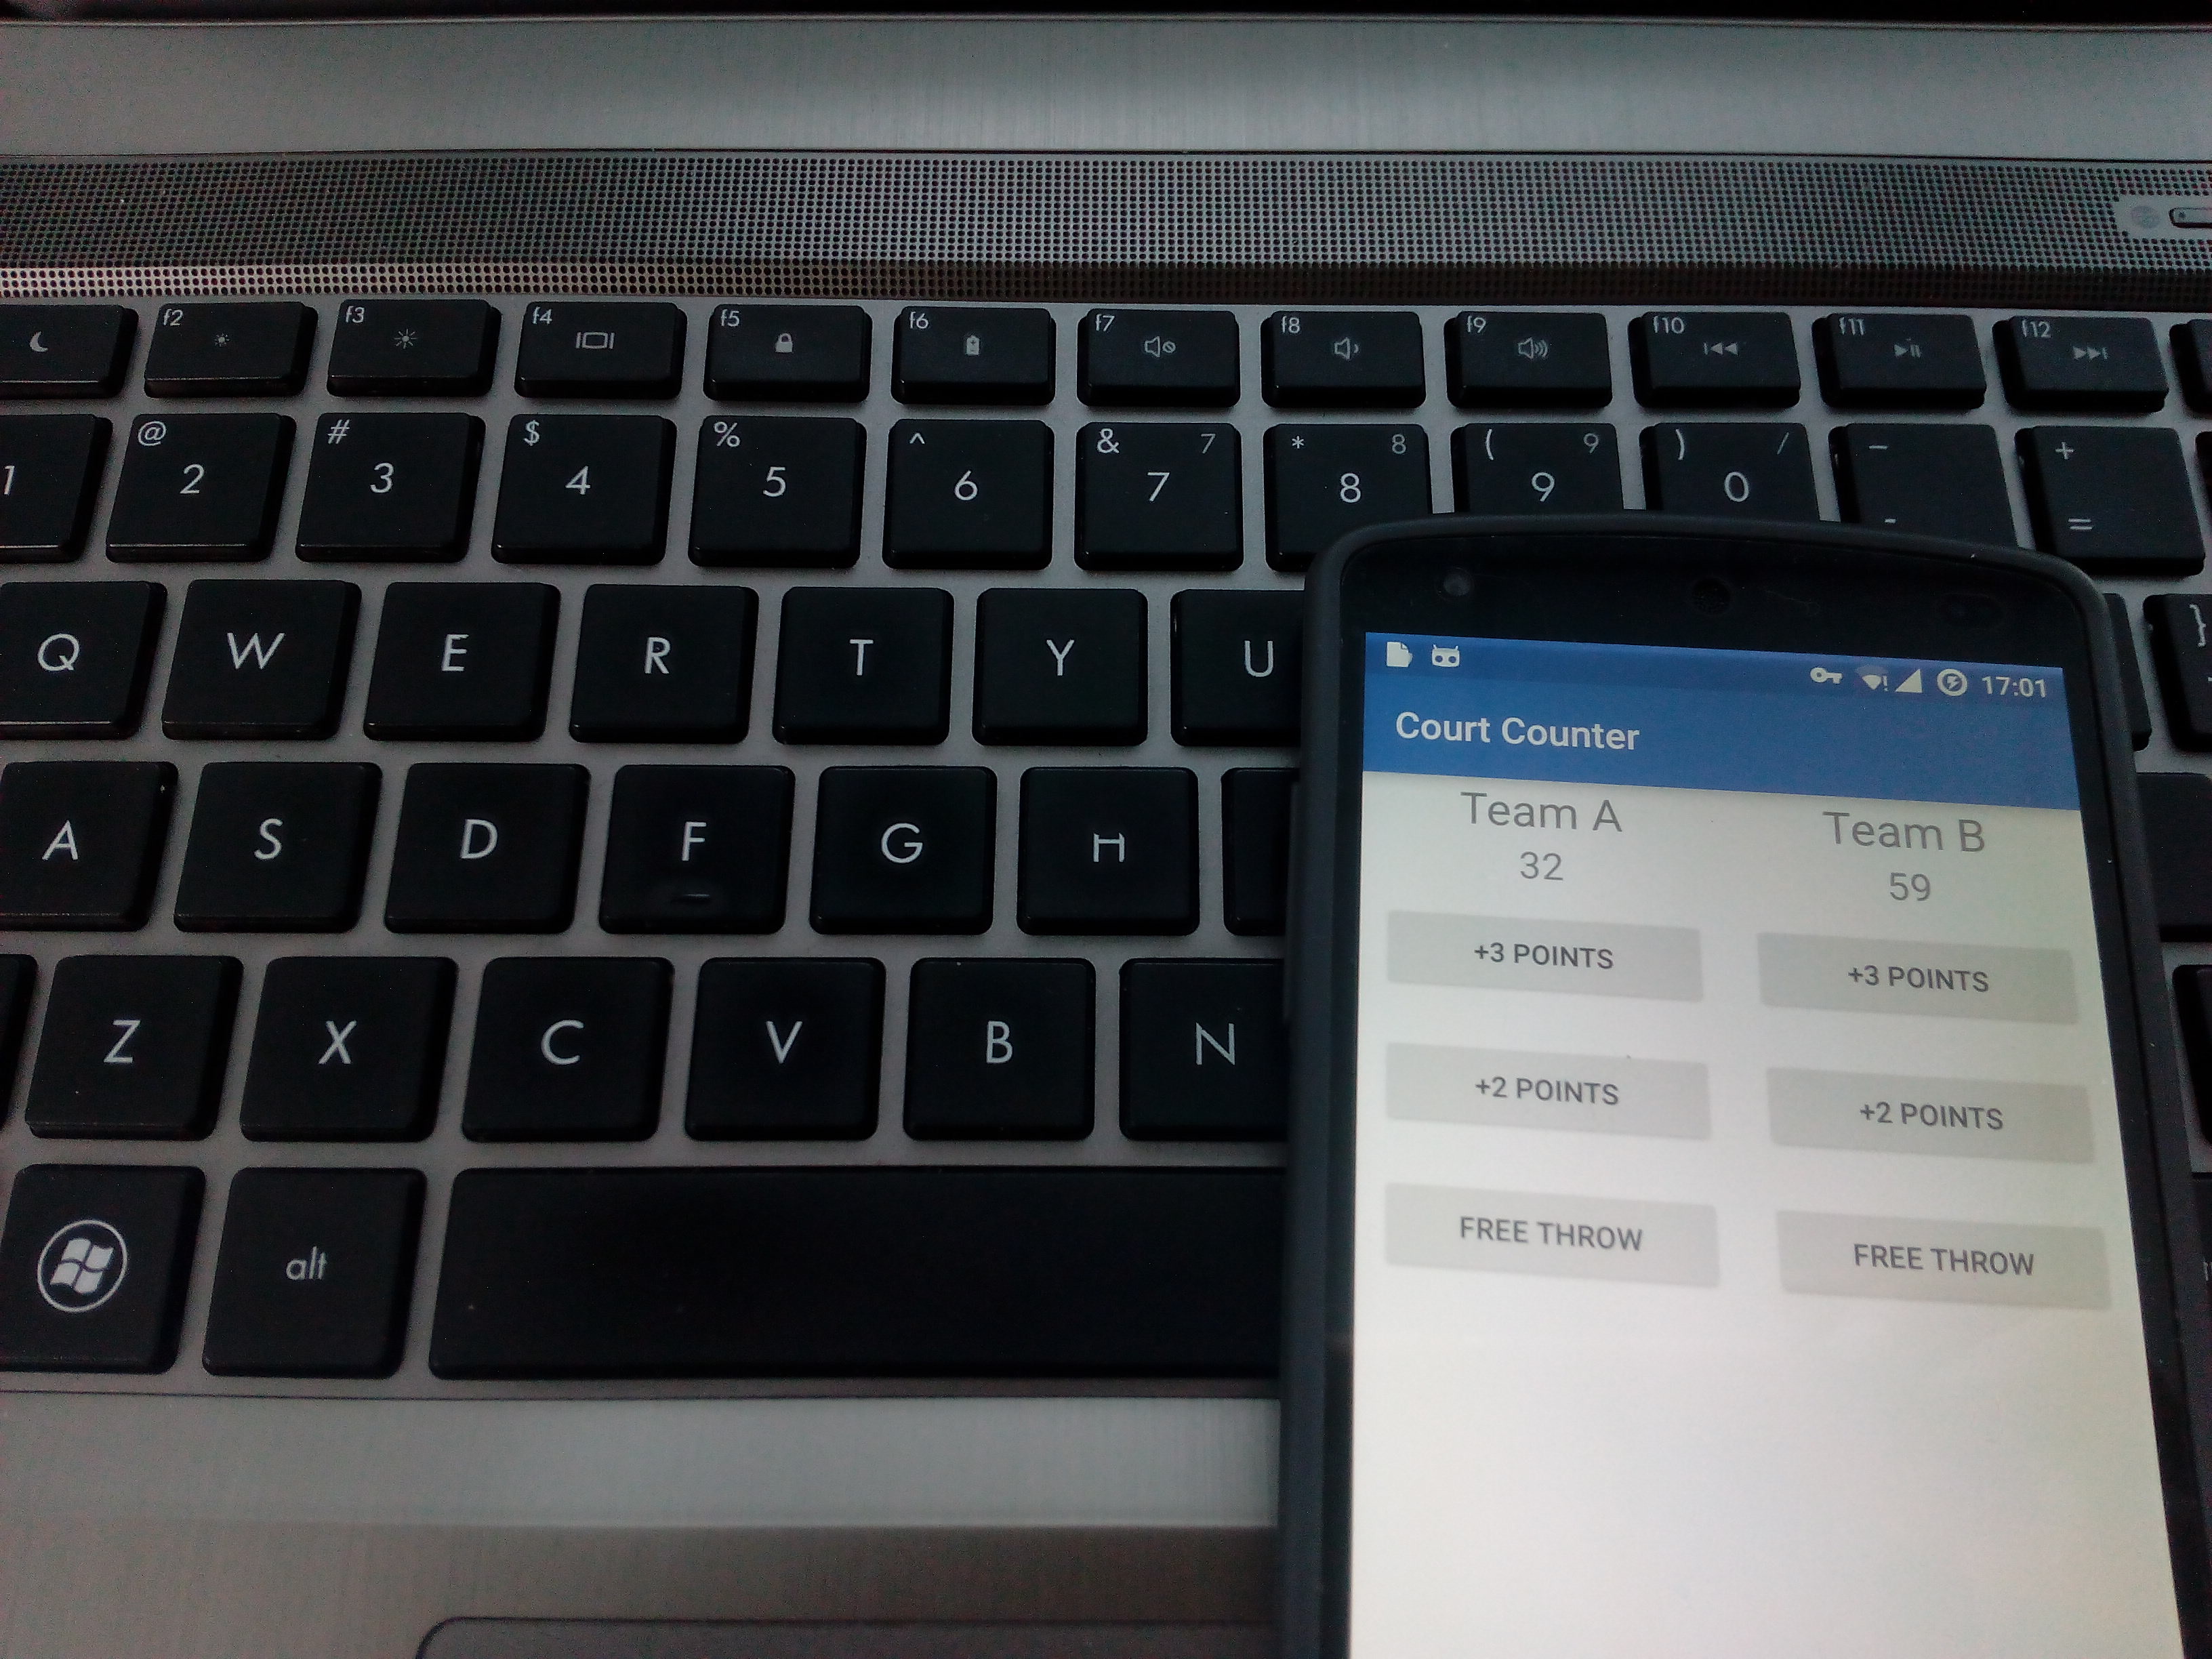 f2 f3 f4 f5 f6 f7 f8 f9 f10 f11 f12
1 @ 2 # 3 $ 4 % 5 ^ 6 & 7 7 * 8 8 ( 9 9 ) / 0 – - + =
Q W E R T Y U }
A S D F G H
Z X C V B N
alt
17:01
Court Counter
Team A Team B
32 59
+3 POINTS +3 POINTS
+2 POINTS +2 POINTS
FREE THROW FREE THROW